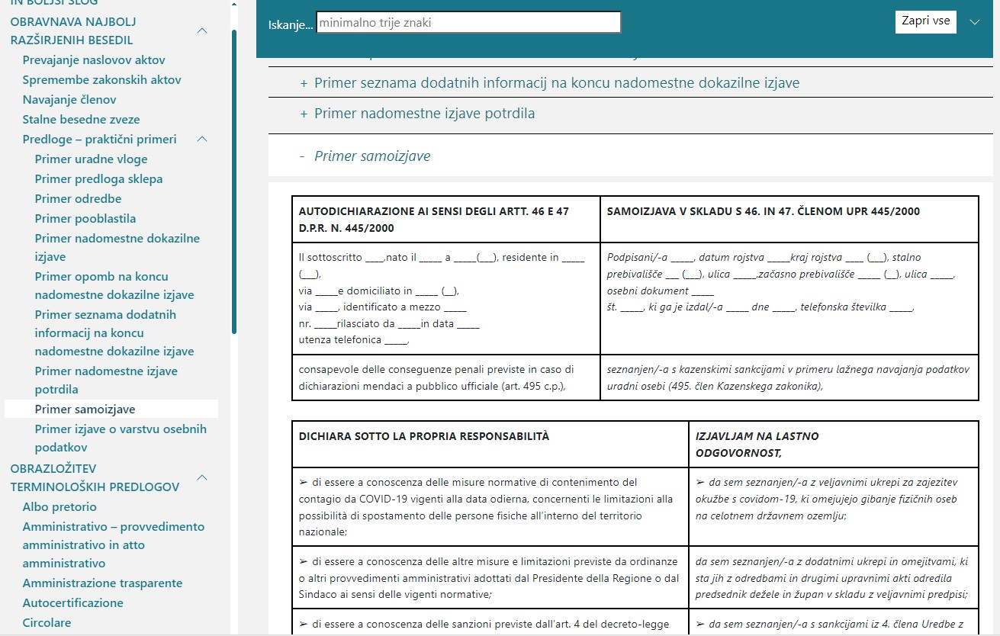 IN BOLJŠI SLOG
OBRAVNAVA NAJBOLJ
RAZŠIRJENIH BESEDIL
Prevajanje naslovov aktov
Spremembe zakonskih aktov
Navajanje členov
Stalne besedne zveze
Predloge – praktični primeri
Primer uradne vloge
Primer predloga sklepa
Primer odredbe
Primer pooblastila
Primer nadomestne dokazilne
izjave
Primer opomb na koncu
nadomestne dokazilne izjave
Primer seznama dodatnih
informacij na koncu
nadomestne dokazilne izjave
Primer nadomestne izjave
potrdila
Primer samoizjave
Primer izjave o varstvu osebnih
podatkov
OBRAZLOŽITEV
TERMINOLOŠKIH PREDLOGOV
Albo pretorio
Amministrativo – provvedimento
amministrativo in atto
amministrativo
Amministrazione trasparente
Autocertificazione
Circolare
Iskanje... minimalno trije znaki
Zapri vse
+ Primer seznama dodatnih informacij na koncu nadomestne dokazilne izjave
+ Primer nadomestne izjave potrdila
- Primer samoizjave
AUTODICHIARAZIONE AI SENSI DEGLI ARTT. 46 E 47
D.P.R. N. 445/2000
SAMOIZJAVA V SKLADU S 46. IN 47. ČLENOM UPR 445/2000
Il sottoscritto ____,nato il _____ a _____(___), residente in _____
(___),
via _____e domiciliato in _____ (__),
via _____, identificato a mezzo _____
nr. _____rilasciato da _____in data _____
utenza telefonica _____,
Podpisani/-a _____, datum rojstva _____kraj rojstva ____ (___), stalno
prebivališče ___ (___), ulica _____,začasno prebivališče _____ (__), ulica _____,
osebni dokument _____
št. _____, ki ga je izdal/-a _____ dne _____, telefonska številka _____,
consapevole delle conseguenze penali previste in caso di
dichiarazioni mendaci a pubblico ufficiale (art. 495 c.p.),
seznanjen/-a s kazenskimi sankcijami v primeru lažnega navajanja podatkov
uradni osebi (495. člen Kazenskega zakonika),
DICHIARA SOTTO LA PROPRIA RESPONSABILITÀ
IZJAVLJAM NA LASTNO
ODGOVORNOST,
➢ di essere a conoscenza delle misure normative di contenimento del
contagio da COVID-19 vigenti alla data odierna, concernenti le limitazioni alla
possibilità di spostamento delle persone fisiche all'interno del territorio
nazionale;
➢ da sem seznanjen/-a z veljavnimi ukrepi za zajezitev
okužbe s covidom-19, ki omejujejo gibanje fizičnih oseb
na celotnem državnem ozemlju;
➢ di essere a conoscenza delle altre misure e limitazioni previste da ordinanze
o altri provvedimenti amministrativi adottati dal Presidente della Regione o dal
Sindaco ai sensi delle vigenti normative;
da sem seznanjen/-a z dodatnimi ukrepi in omejitvami, ki
sta jih z odredbami in drugimi upravnimi akti odredila
predsednik dežele in župan v skladu z veljavnimi predpisi;
➢ di essere a conoscenza delle sanzioni previste dall'art. 4 del decreto-legge
➢ da sem seznanjen/-a s sankcijami iz 4. člena Uredbe z